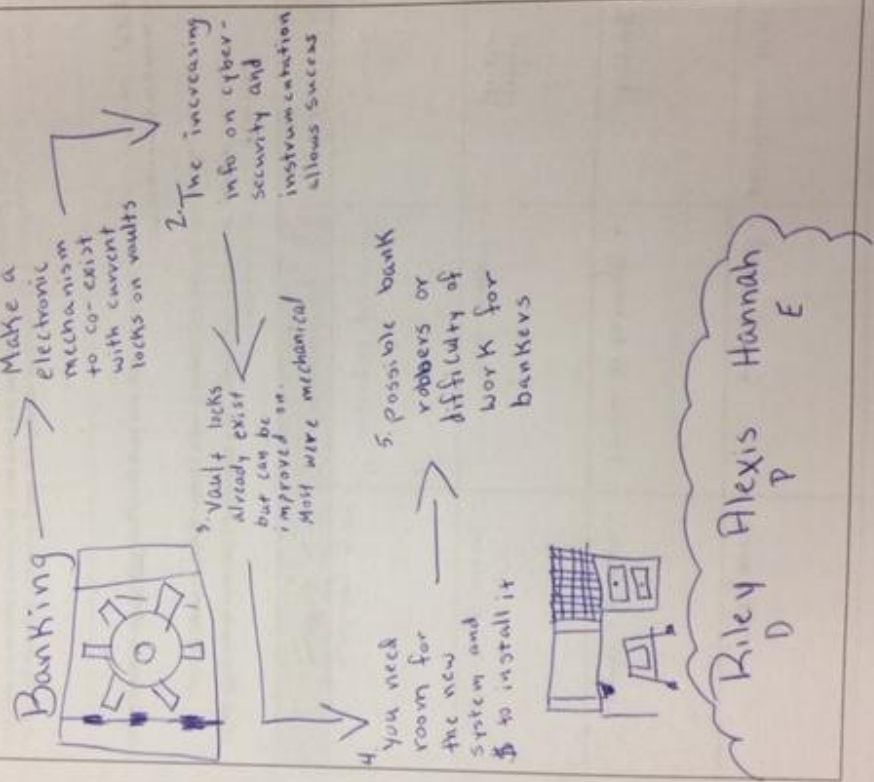 Banking
Make a
electronic
mechanism
to co-exist
with current
locks on vaults
2. The increasing
info on cyber-
security and
instrumentation
allows success
3. Vault locks
already exist
but can be
improved on.
Most were mechanical
4. you need
room for
the new
system and
$ to install it
5. possible bank
robbers or
difficulty of
work for
bankers
Riley Alexis Hannah
D P E